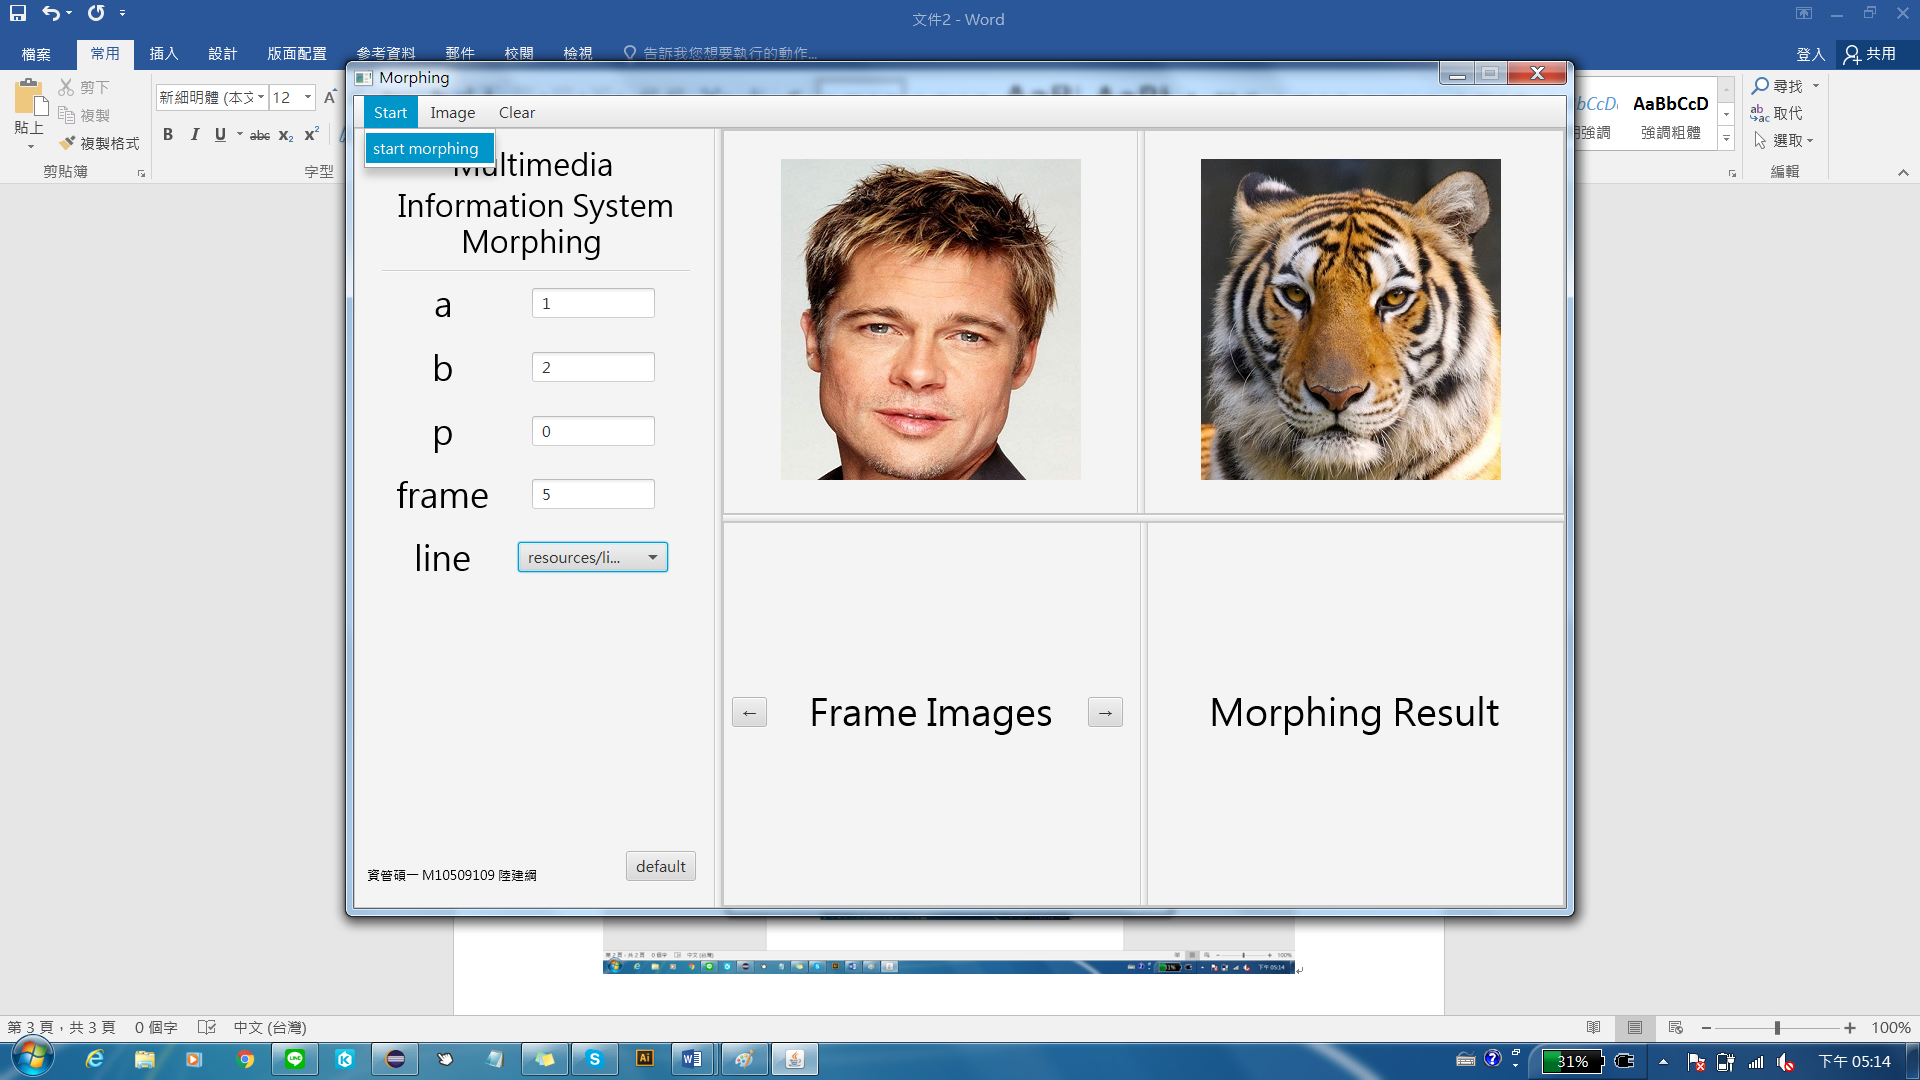 文件2 - Word
檔案 常用 插入 設計 版面配置 參考資料 郵件 校閱 檢視 告訴我您想要執行的動作... 登入 共用
貼上
剪下
複製
複製格式
剪貼簿
新細明體 (本文 12
B I U abc X₂ X²
字型
AaBbCcD
強調粗體
尋找
取代
選取
編輯
Morphing
Start Image Clear
start morphing
Multimedia
Information System
Morphing
a 1
b 2
p 0
frame 5
line resources/li...
default
資管碩一 M10509109 陸建綱
← Frame Images →
Morphing Result
第 3 頁，共 3 頁 0 個字 中文 (台灣) 100%
31% 下午 05:14